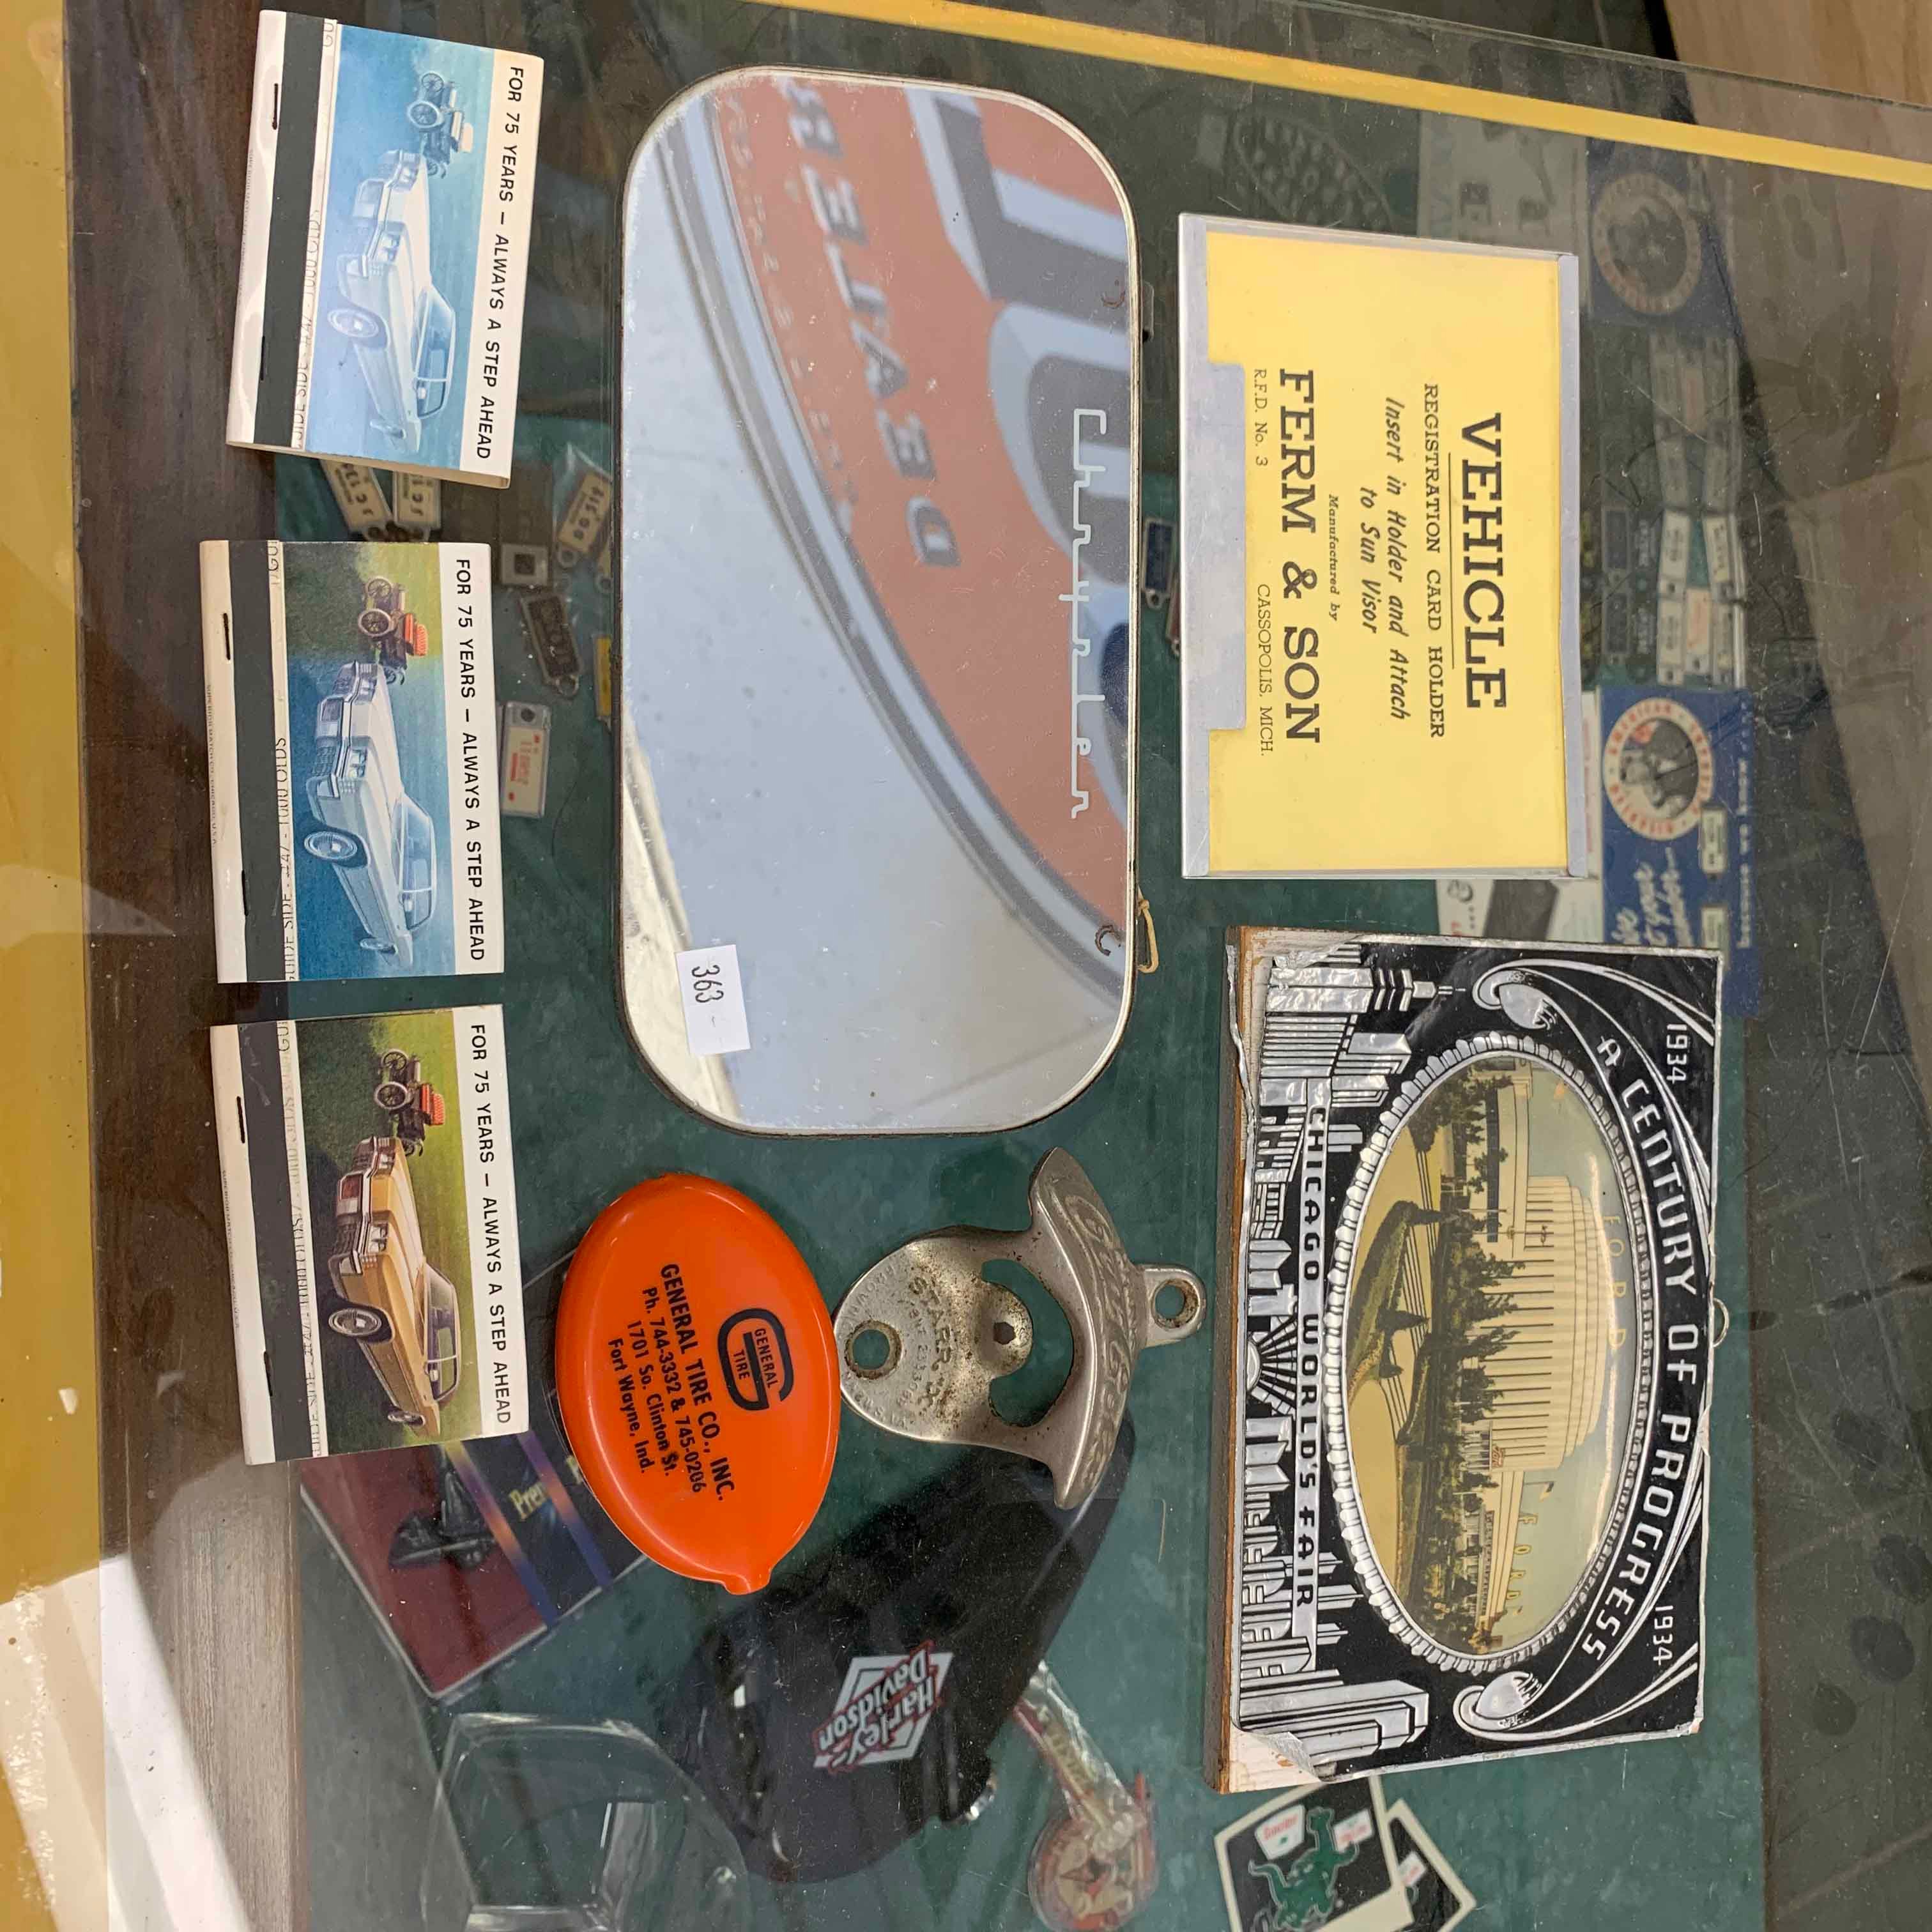 FOR 75 YEARS – ALWAYS A STEP AHEAD
FOR 75 YEARS – ALWAYS A STEP AHEAD
FOR 75 YEARS – ALWAYS A STEP AHEAD
DEALER
Chrysler
363 -
VEHICLE
REGISTRATION CARD HOLDER
Insert in Holder and Attach
to Sun Visor
Manufactured by
FERM & SON
R.F.D. No. 3 CASSOPOLIS, MICH.
1934 1934
A CENTURY OF PROGRESS
FORD
FORD
CHICAGO WORLD'S FAIR
STARR
GENERAL
TIRE
GENERAL TIRE CO., INC.
Ph. 744-3332 & 745-0206
1701 So. Clinton St.
Fort Wayne, Ind.
Harley-
Davidson
Sinclair